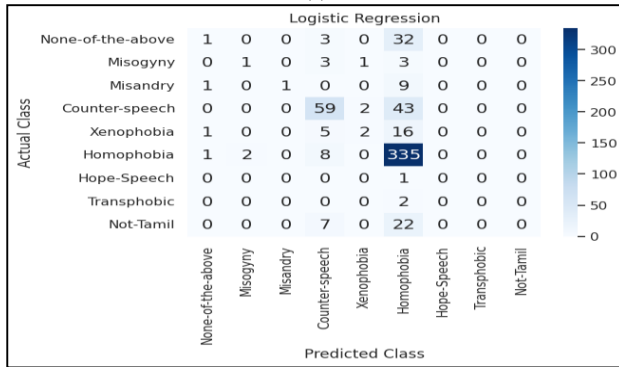 Logistic Regression
None-of-the-above 1 0 0 3 0 32 0 0 0
Misogyny 0 1 0 3 1 3 0 0 0
Misandry 1 0 1 0 0 9 0 0 0
Counter-speech 0 0 0 59 2 43 0 0 0
Xenophobia 1 0 0 5 2 16 0 0 0
Homophobia 1 2 0 8 0 335 0 0 0
Hope-Speech 0 0 0 0 0 1 0 0 0
Transphobic 0 0 0 0 0 2 0 0 0
Not-Tamil 0 0 0 7 0 22 0 0 0
Actual Class
None-of-the-above
Misogyny
Misandry
Counter-speech
Xenophobia
Homophobia
Hope-Speech
Transphobic
Not-Tamil
Predicted Class
300
250
200
150
100
50
0